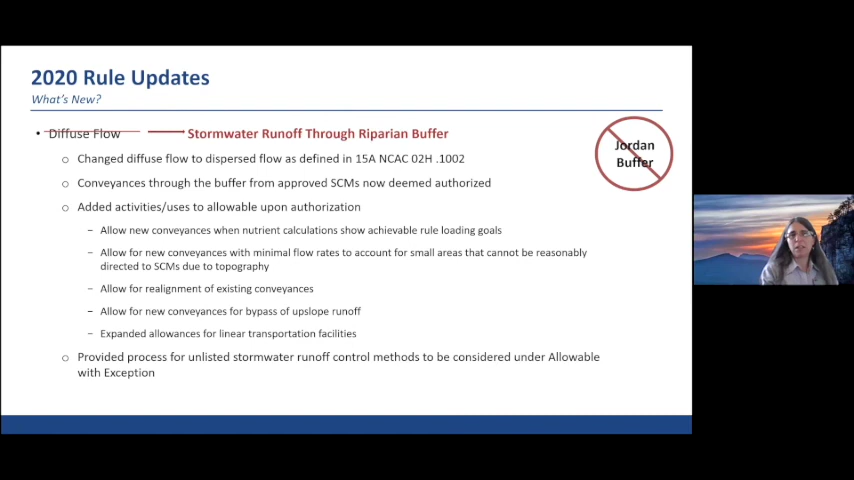 2020 Rule Updates
What's New?
• Diffuse Flow Stormwater Runoff Through Riparian Buffer
Jordan
Buffer
o Changed diffuse flow to dispersed flow as defined in 15A NCAC 02H .1002
o Conveyances through the buffer from approved SCMs now deemed authorized
o Added activities/uses to allowable upon authorization
− Allow new conveyances when nutrient calculations show achievable rule loading goals
− Allow for new conveyances with minimal flow rates to account for small areas that cannot be reasonably
directed to SCMs due to topography
− Allow for realignment of existing conveyances
− Allow for new conveyances for bypass of upslope runoff
− Expanded allowances for linear transportation facilities
o Provided process for unlisted stormwater runoff control methods to be considered under Allowable
with Exception